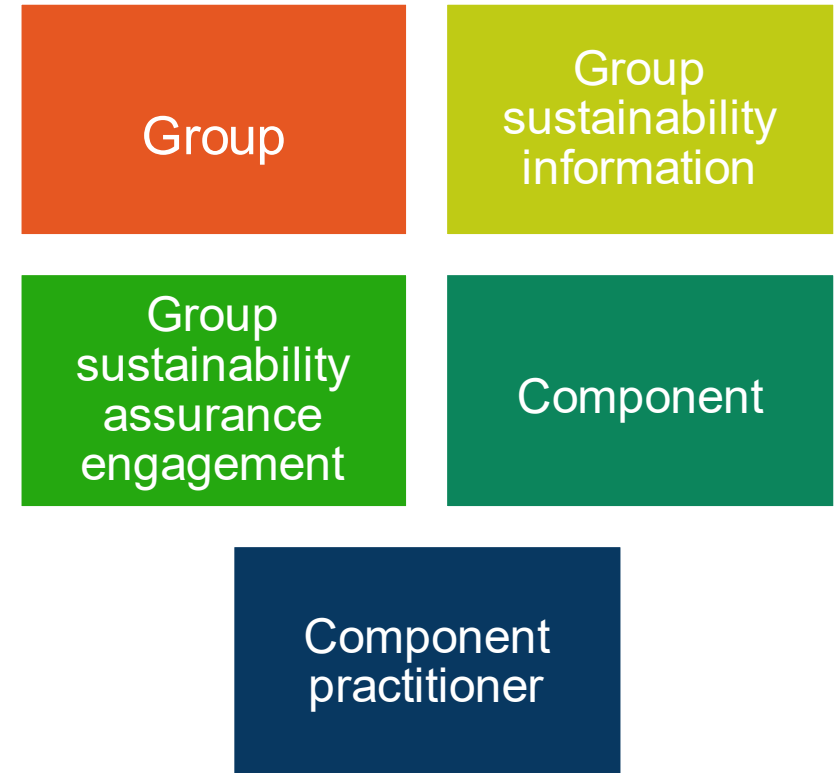 Group
Group
sustainability
information
Group
sustainability
assurance
engagement
Component
Component
practitioner